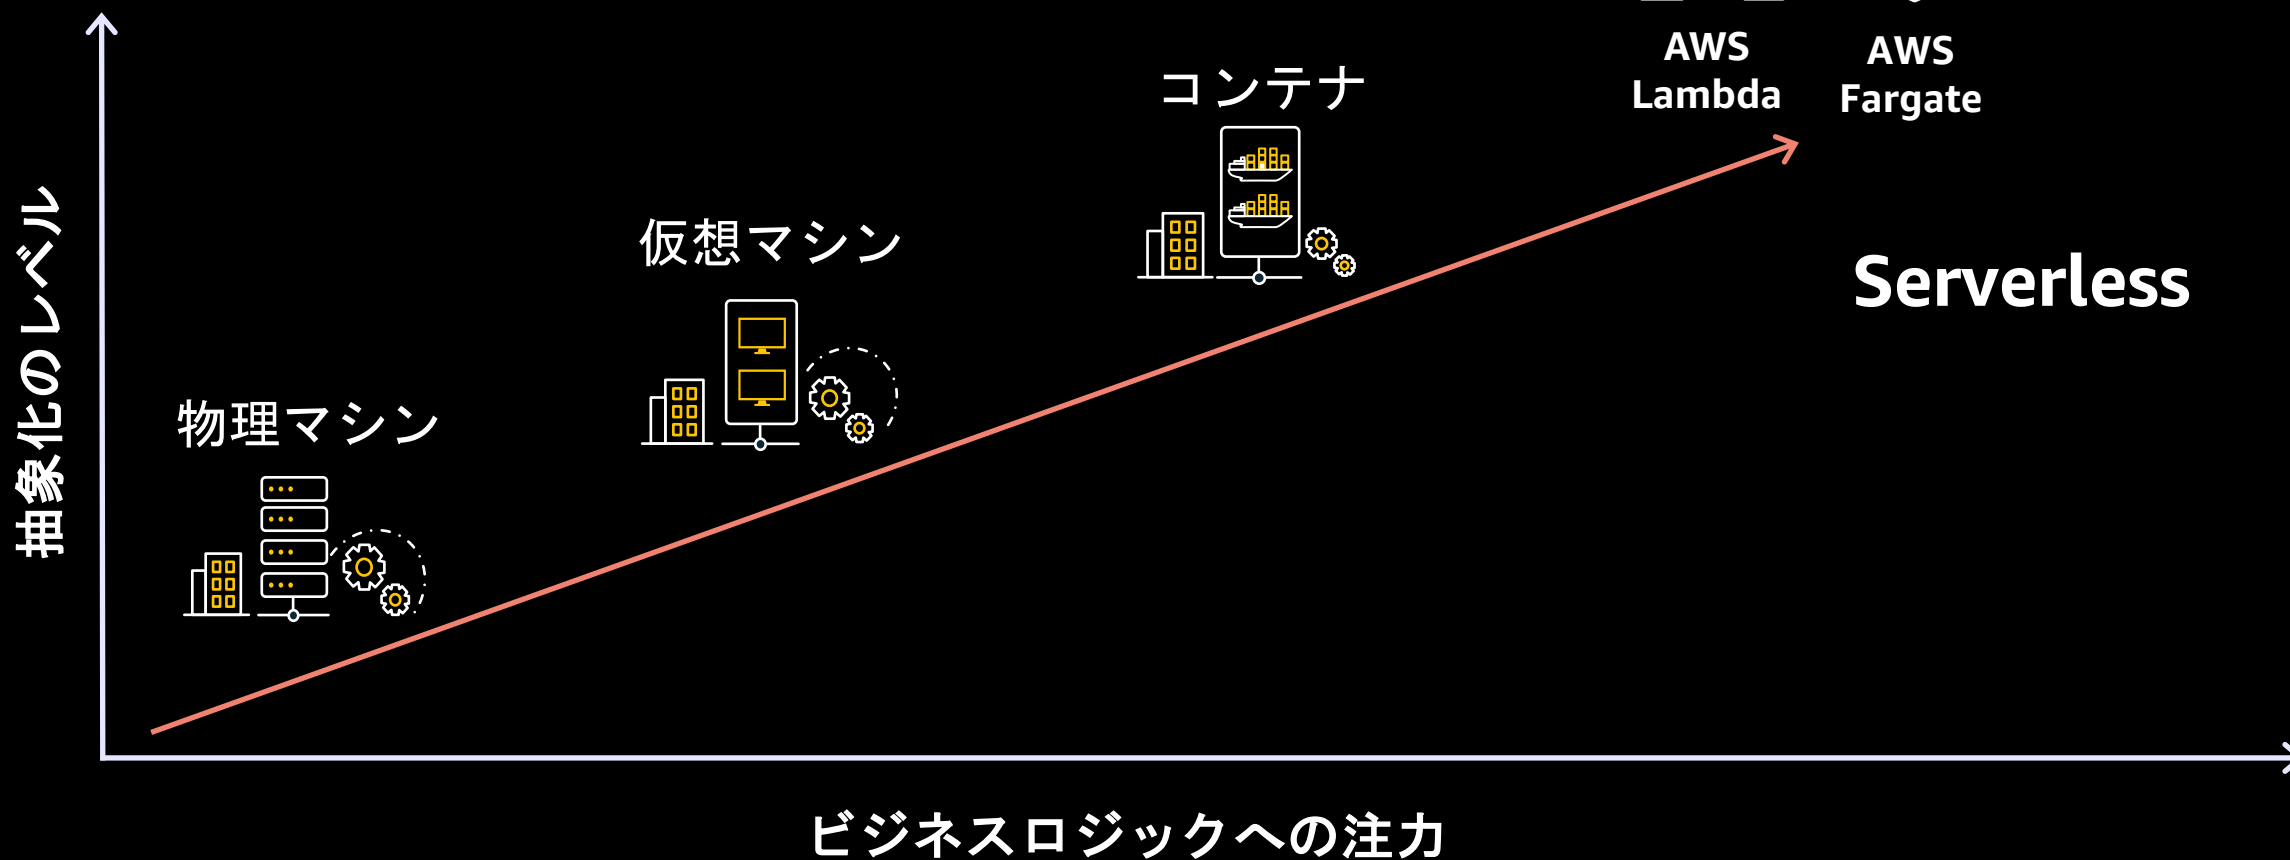 AWS
Lambda
AWS
Fargate
コンテナ
仮想マシン
Serverless
物理マシン
抽象化のレベル
ビジネスロジックへの注力